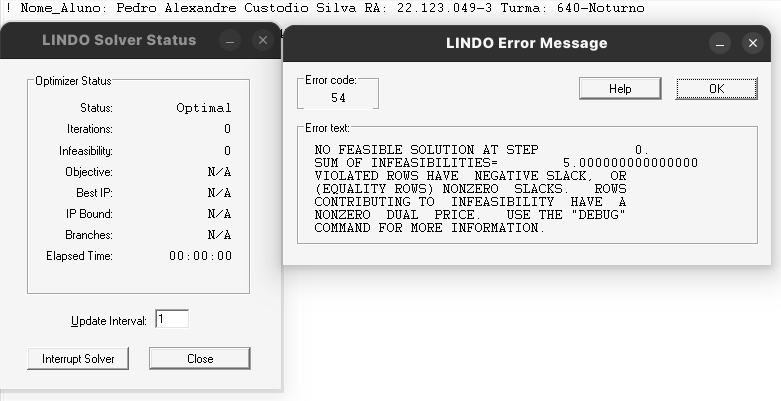 ! Nome_Aluno: Pedro Alexandre Custodio Silva RA: 22.123.049-3 Turma: 640-Noturno
LINDO Solver Status
Optimizer Status
Status: Optimal
Iterations: 0
Infeasibility: 0
Objective: N/A
Best IP: N/A
IP Bound: N/A
Branches: N/A
Elapsed Time: 00:00:00
Update Interval: 1
Interrupt Solver Close
LINDO Error Message
Error code:
54
Help OK
Error text:
NO FEASIBLE SOLUTION AT STEP 0.
SUM OF INFEASIBILITIES= 5.000000000000000
VIOLATED ROWS HAVE NEGATIVE SLACK, OR
(EQUALITY ROWS) NONZERO SLACKS. ROWS
CONTRIBUTING TO INFEASIBILITY HAVE A
NONZERO DUAL PRICE. USE THE "DEBUG"
COMMAND FOR MORE INFORMATION.